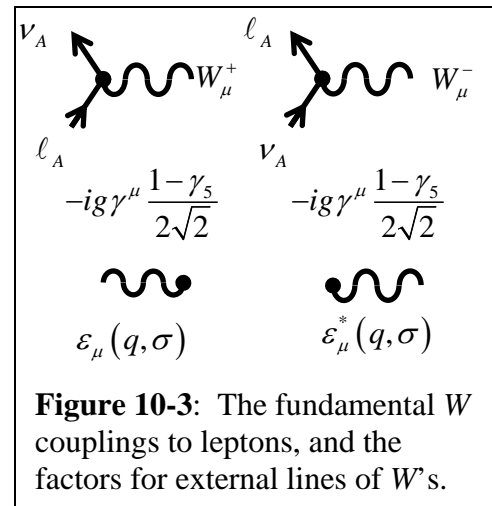 ν_A W_μ^+ ℓ_A W_μ^-
ℓ_A ν_A
-igγ^μ (1-γ_5)/(2√2) -igγ^μ (1-γ_5)/(2√2)
ε_μ(q,σ) ε_μ^*(q,σ)
Figure 10-3: The fundamental W
couplings to leptons, and the
factors for external lines of W's.